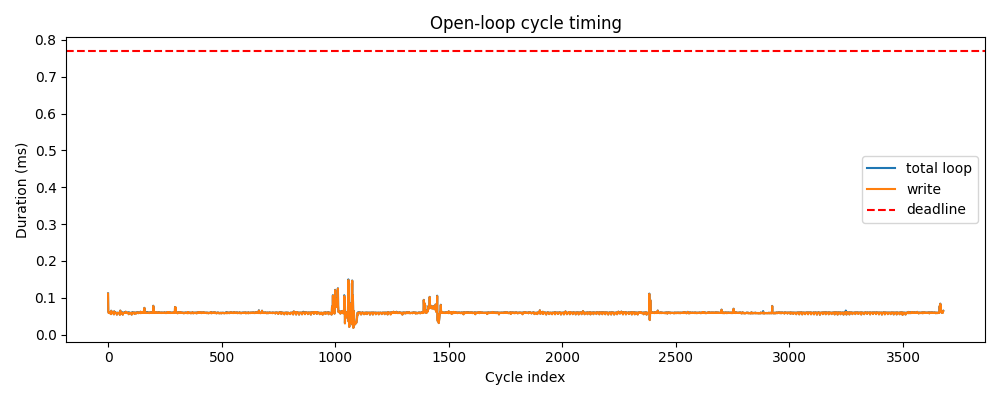 Open-loop cycle timing
Duration (ms)
0.8
0.7
0.6
0.5
0.4
0.3
0.2
0.1
0.0
total loop
write
deadline
0 500 1000 1500 2000 2500 3000 3500
Cycle index